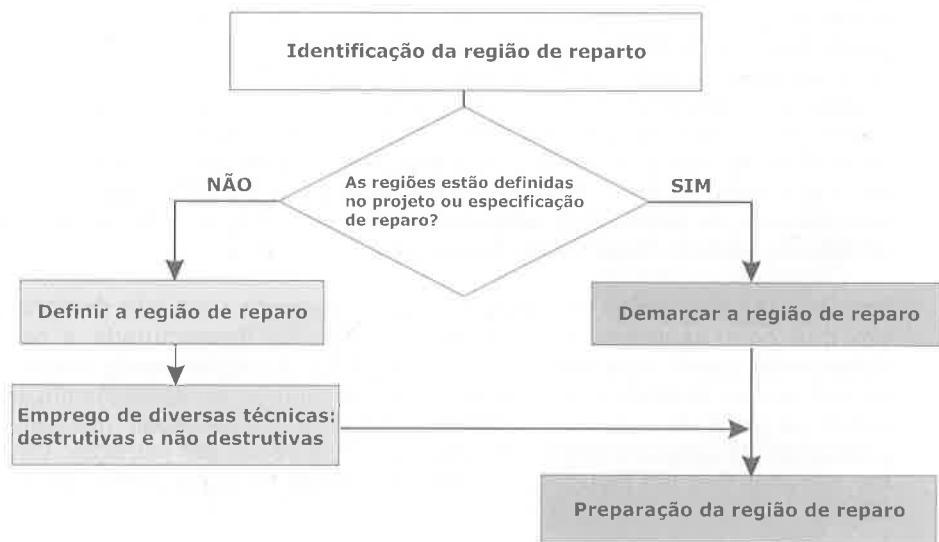 Identificação da região de reparto
As regiões estão definidas
no projeto ou especificação
de reparo?
NÃO
SIM
Definir a região de reparo
Demarcar a região de reparo
Emprego de diversas técnicas:
destrutivas e não destrutivas
Preparação da região de reparo